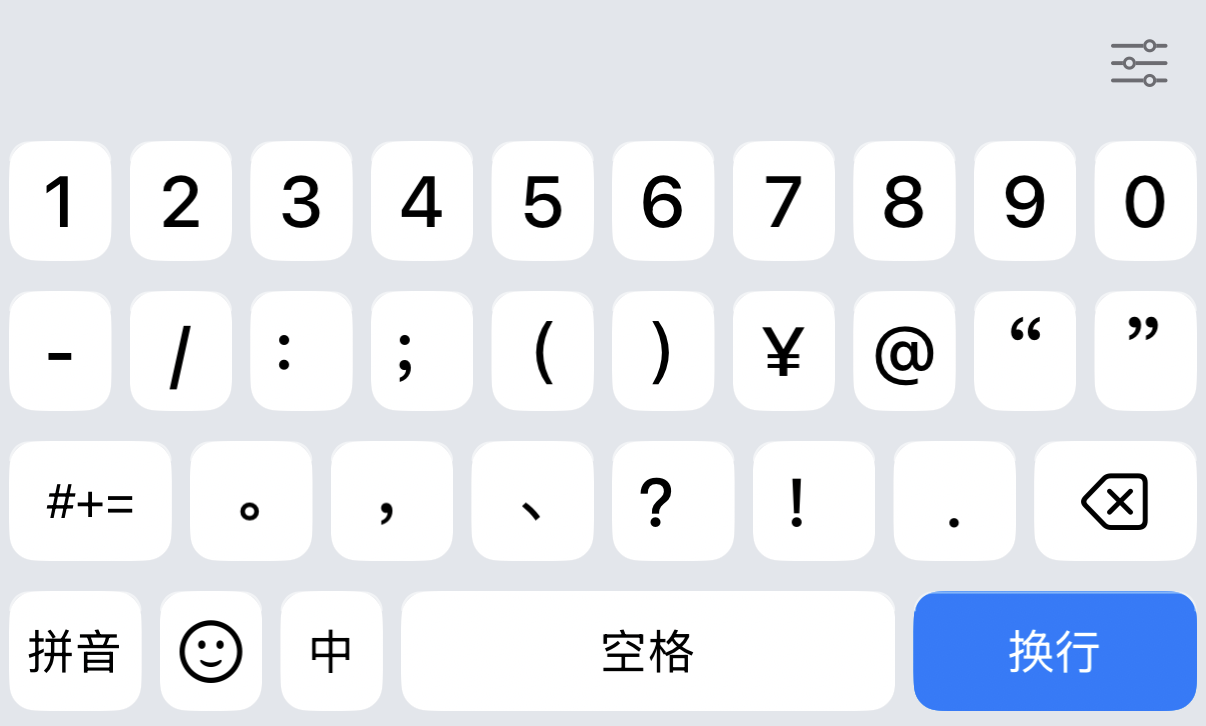 1 2 3 4 5 6 7 8 9 0
- / ： ； ( ) ¥ @ “ ”
#+= 。 ， 、 ？ ！ .
拼音 中 空格 换行